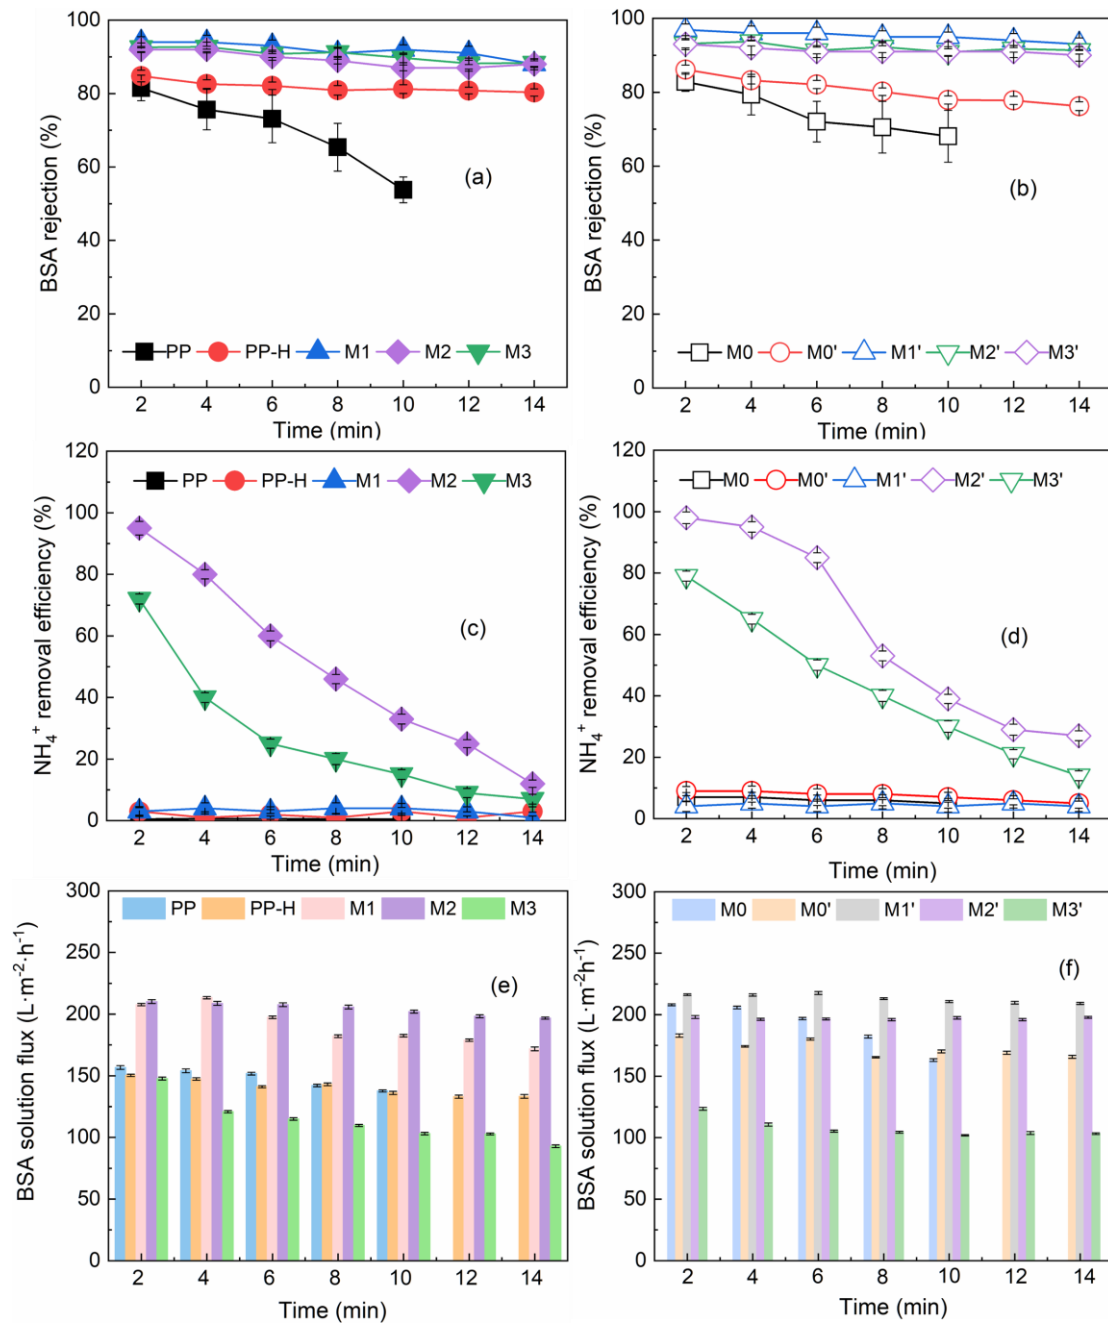 100
80
60
40
20
0
BSA rejection (%)
(a)
PP PP-H M1 M2 M3
2 4 6 8 10 12 14
Time (min)
100
80
60
40
20
0
BSA rejection (%)
(b)
M0 M0' M1' M2' M3'
2 4 6 8 10 12 14
Time (min)
120
100
80
60
40
20
0
NH₄⁺ removal efficiency (%)
PP PP-H M1 M2 M3
(c)
2 4 6 8 10 12 14
Time (min)
120
100
80
60
40
20
0
NH₄⁺ removal efficiency (%)
M0 M0' M1' M2' M3'
(d)
2 4 6 8 10 12 14
Time (min)
300
250
200
150
100
50
0
BSA solution flux (L·m⁻²·h⁻¹)
PP PP-H M1 M2 M3
(e)
2 4 6 8 10 12 14
Time (min)
300
250
200
150
100
50
0
BSA solution flux (L·m⁻²h⁻¹)
M0 M0' M1' M2' M3'
(f)
2 4 6 8 10 12 14
Time (min)